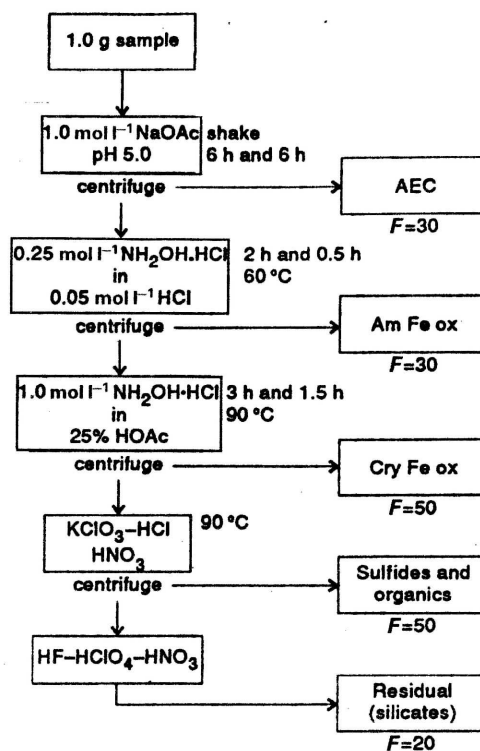 1.0 g sample
1.0 mol l⁻¹ NaOAc shake
pH 5.0 6 h and 6 h
centrifuge
AEC
F=30
0.25 mol l⁻¹ NH₂OH.HCl 2 h and 0.5 h
in 60 °C
0.05 mol l⁻¹ HCl
centrifuge
Am Fe ox
F=30
1.0 mol l⁻¹ NH₂OH·HCl 3 h and 1.5 h
in 90 °C
25% HOAc
centrifuge
Cry Fe ox
F=50
KClO₃–HCl 90 °C
HNO₃
centrifuge
Sulfides and
organics
F=50
HF–HClO₄–HNO₃
Residual
(silicates)
F=20